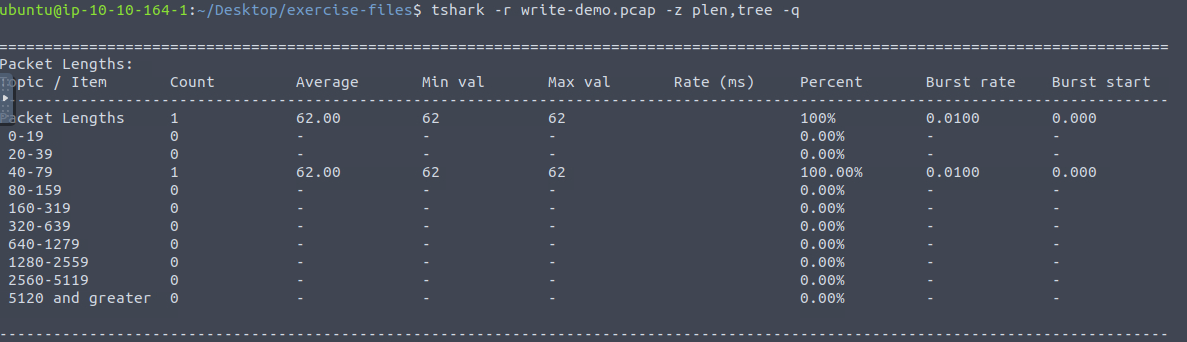 ubuntu@ip-10-10-164-1:~/Desktop/exercise-files$ tshark -r write-demo.pcap -z plen,tree -q
===================================================================================================================================
Packet Lengths:
Topic / Item       Count         Average       Min val       Max val       Rate (ms)     Percent       Burst rate    Burst start
-----------------------------------------------------------------------------------------------------------------------------------
Packet Lengths     1             62.00         62            62                          100%          0.0100        0.000
 0-19              0             -             -             -                           0.00%         -             -
 20-39             0             -             -             -                           0.00%         -             -
 40-79             1             62.00         62            62                          100.00%       0.0100        0.000
 80-159            0             -             -             -                           0.00%         -             -
 160-319           0             -             -             -                           0.00%         -             -
 320-639           0             -             -             -                           0.00%         -             -
 640-1279          0             -             -             -                           0.00%         -             -
 1280-2559         0             -             -             -                           0.00%         -             -
 2560-5119         0             -             -             -                           0.00%         -             -
 5120 and greater  0             -             -             -                           0.00%         -             -
-----------------------------------------------------------------------------------------------------------------------------------